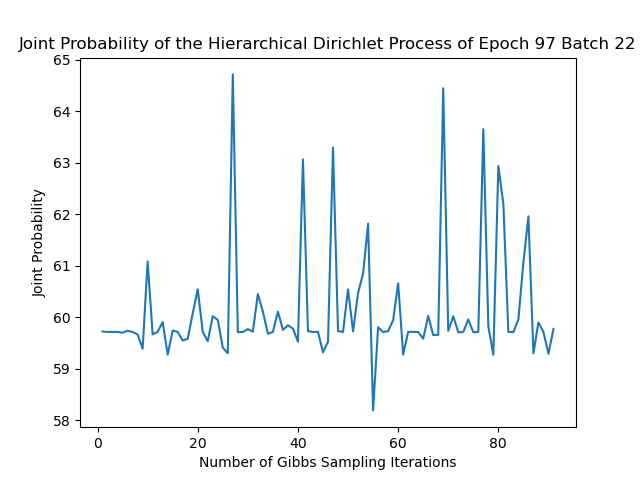 Joint Probability of the Hierarchical Dirichlet Process of Epoch 97 Batch 22
65
64
63
62
61
60
59
58
Joint Probability
0 20 40 60 80
Number of Gibbs Sampling Iterations